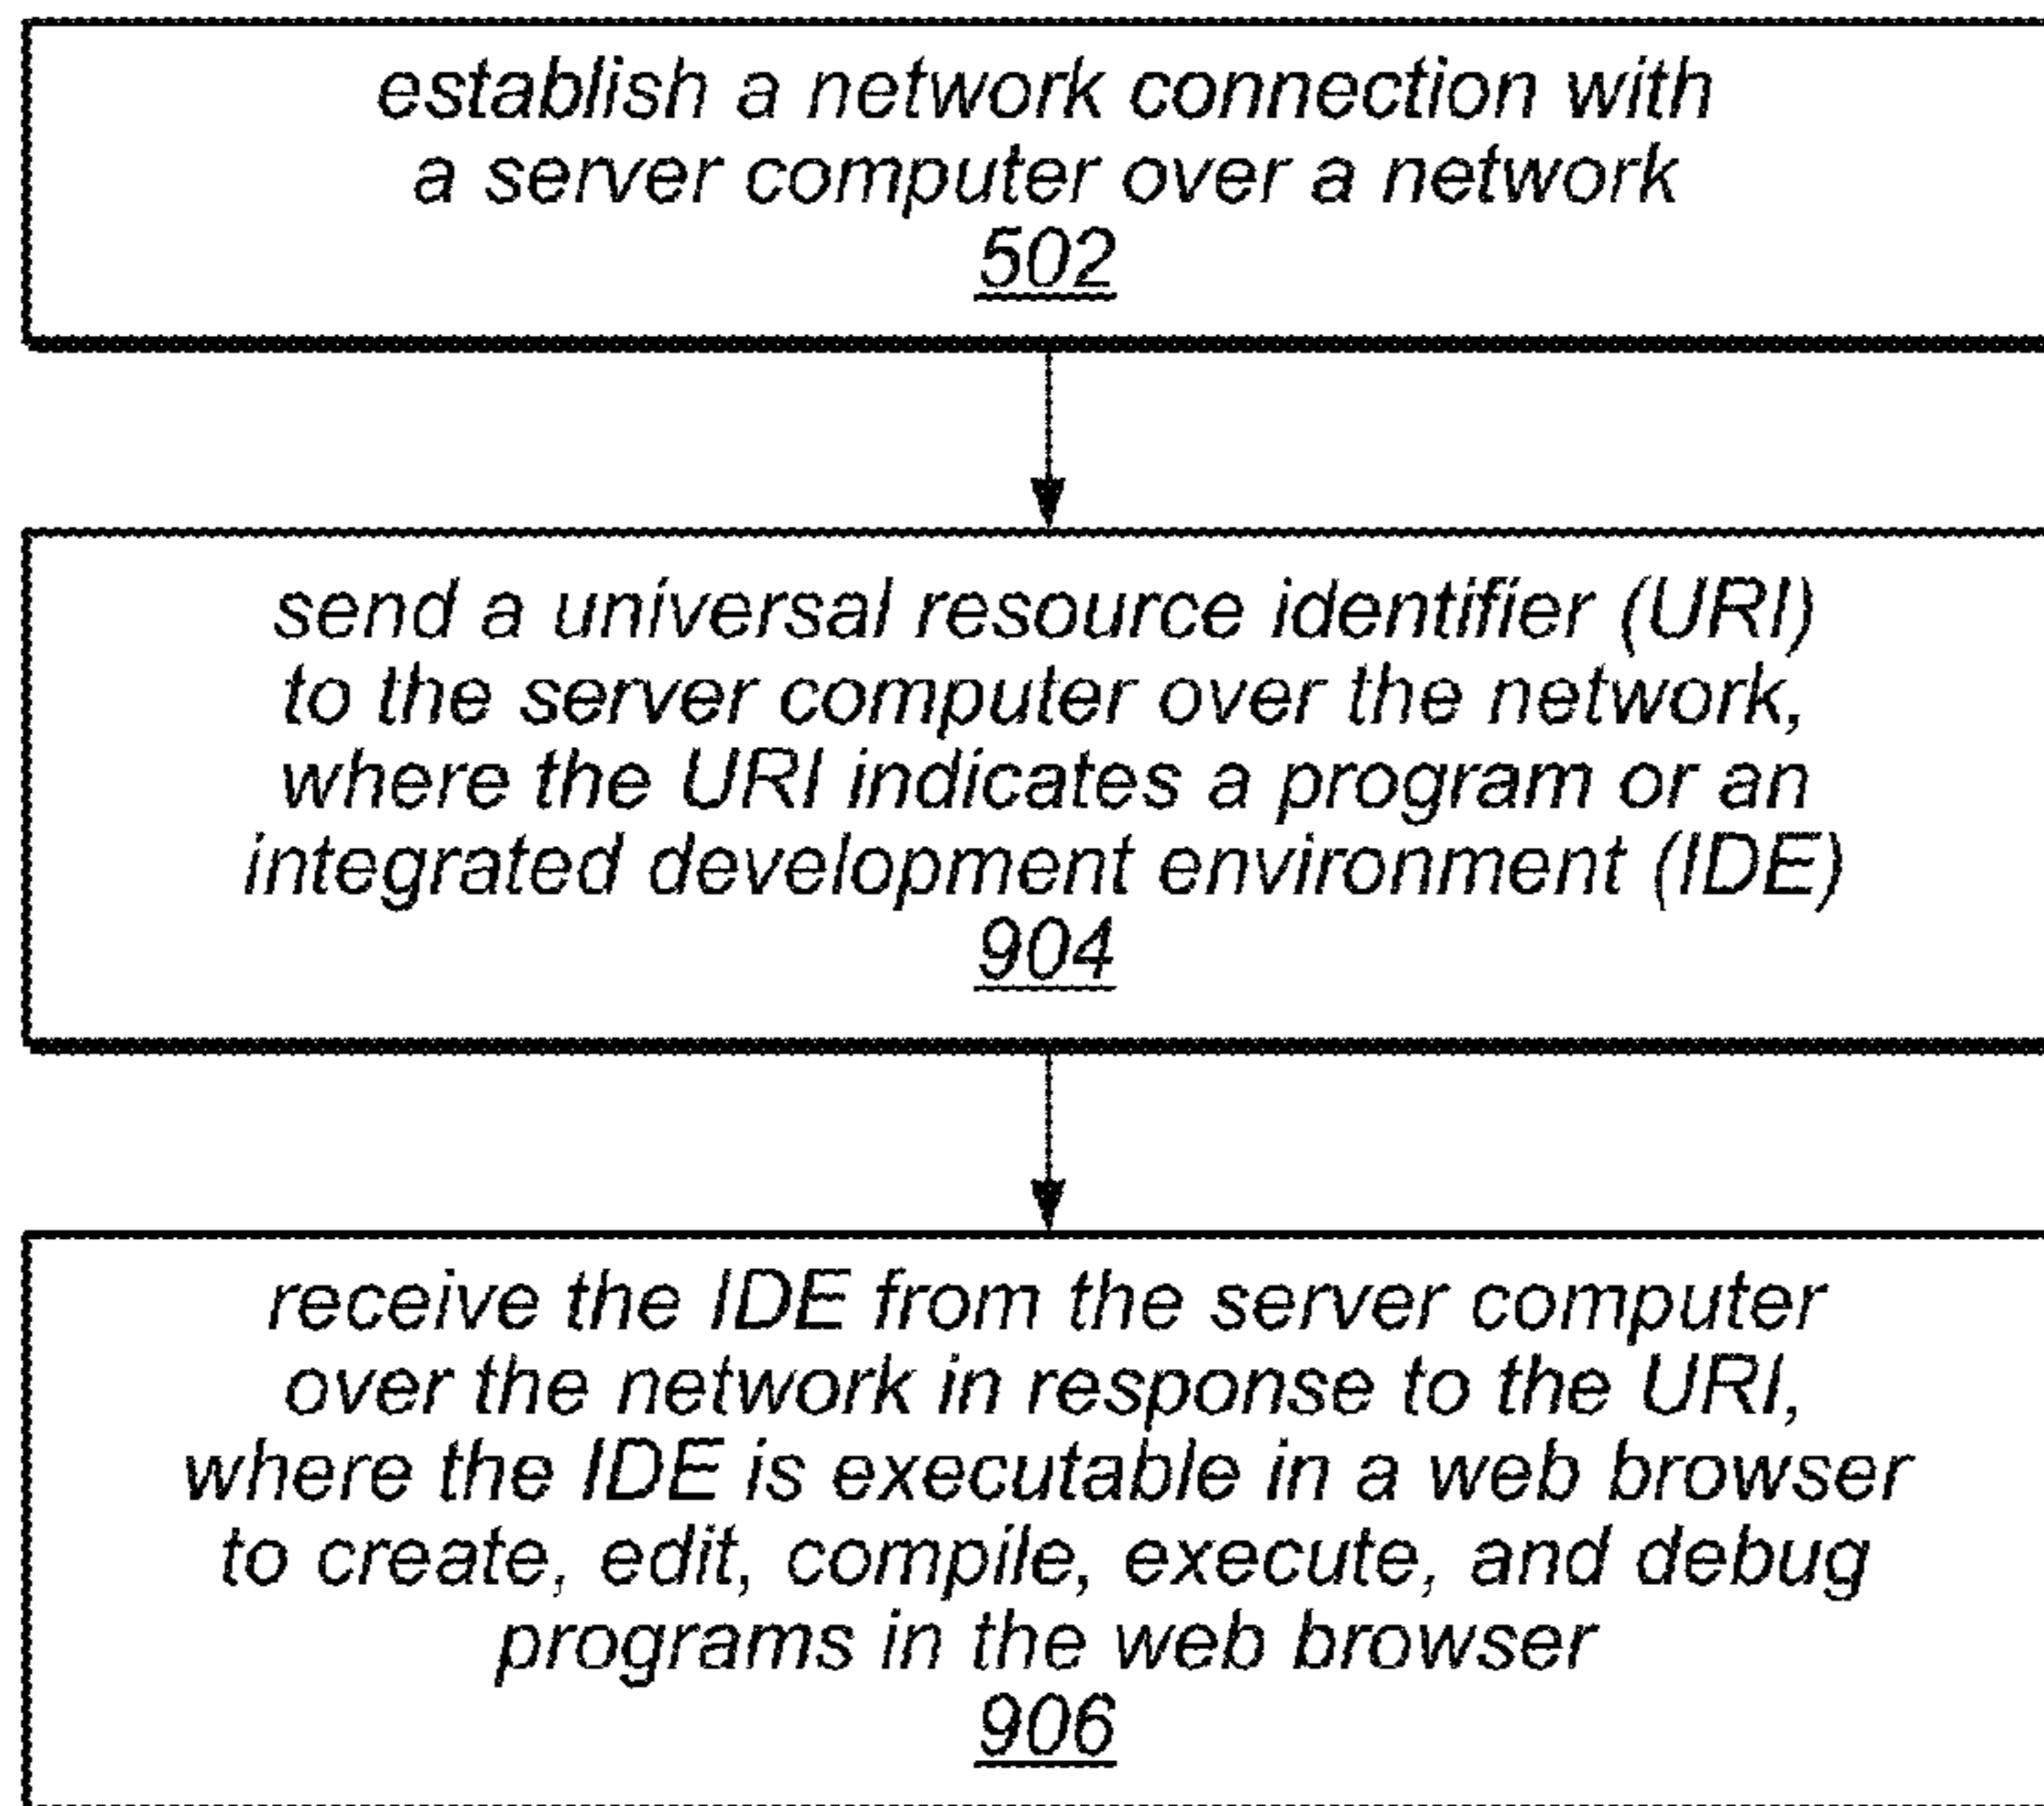 establish a network connection with
a server computer over a network
502
send a universal resource identifier (URI)
to the server computer over the network,
where the URI indicates a program or an
integrated development environment (IDE)
904
receive the IDE from the server computer
over the network in response to the URI,
where the IDE is executable in a web browser
to create, edit, compile, execute, and debug
programs in the web browser
906